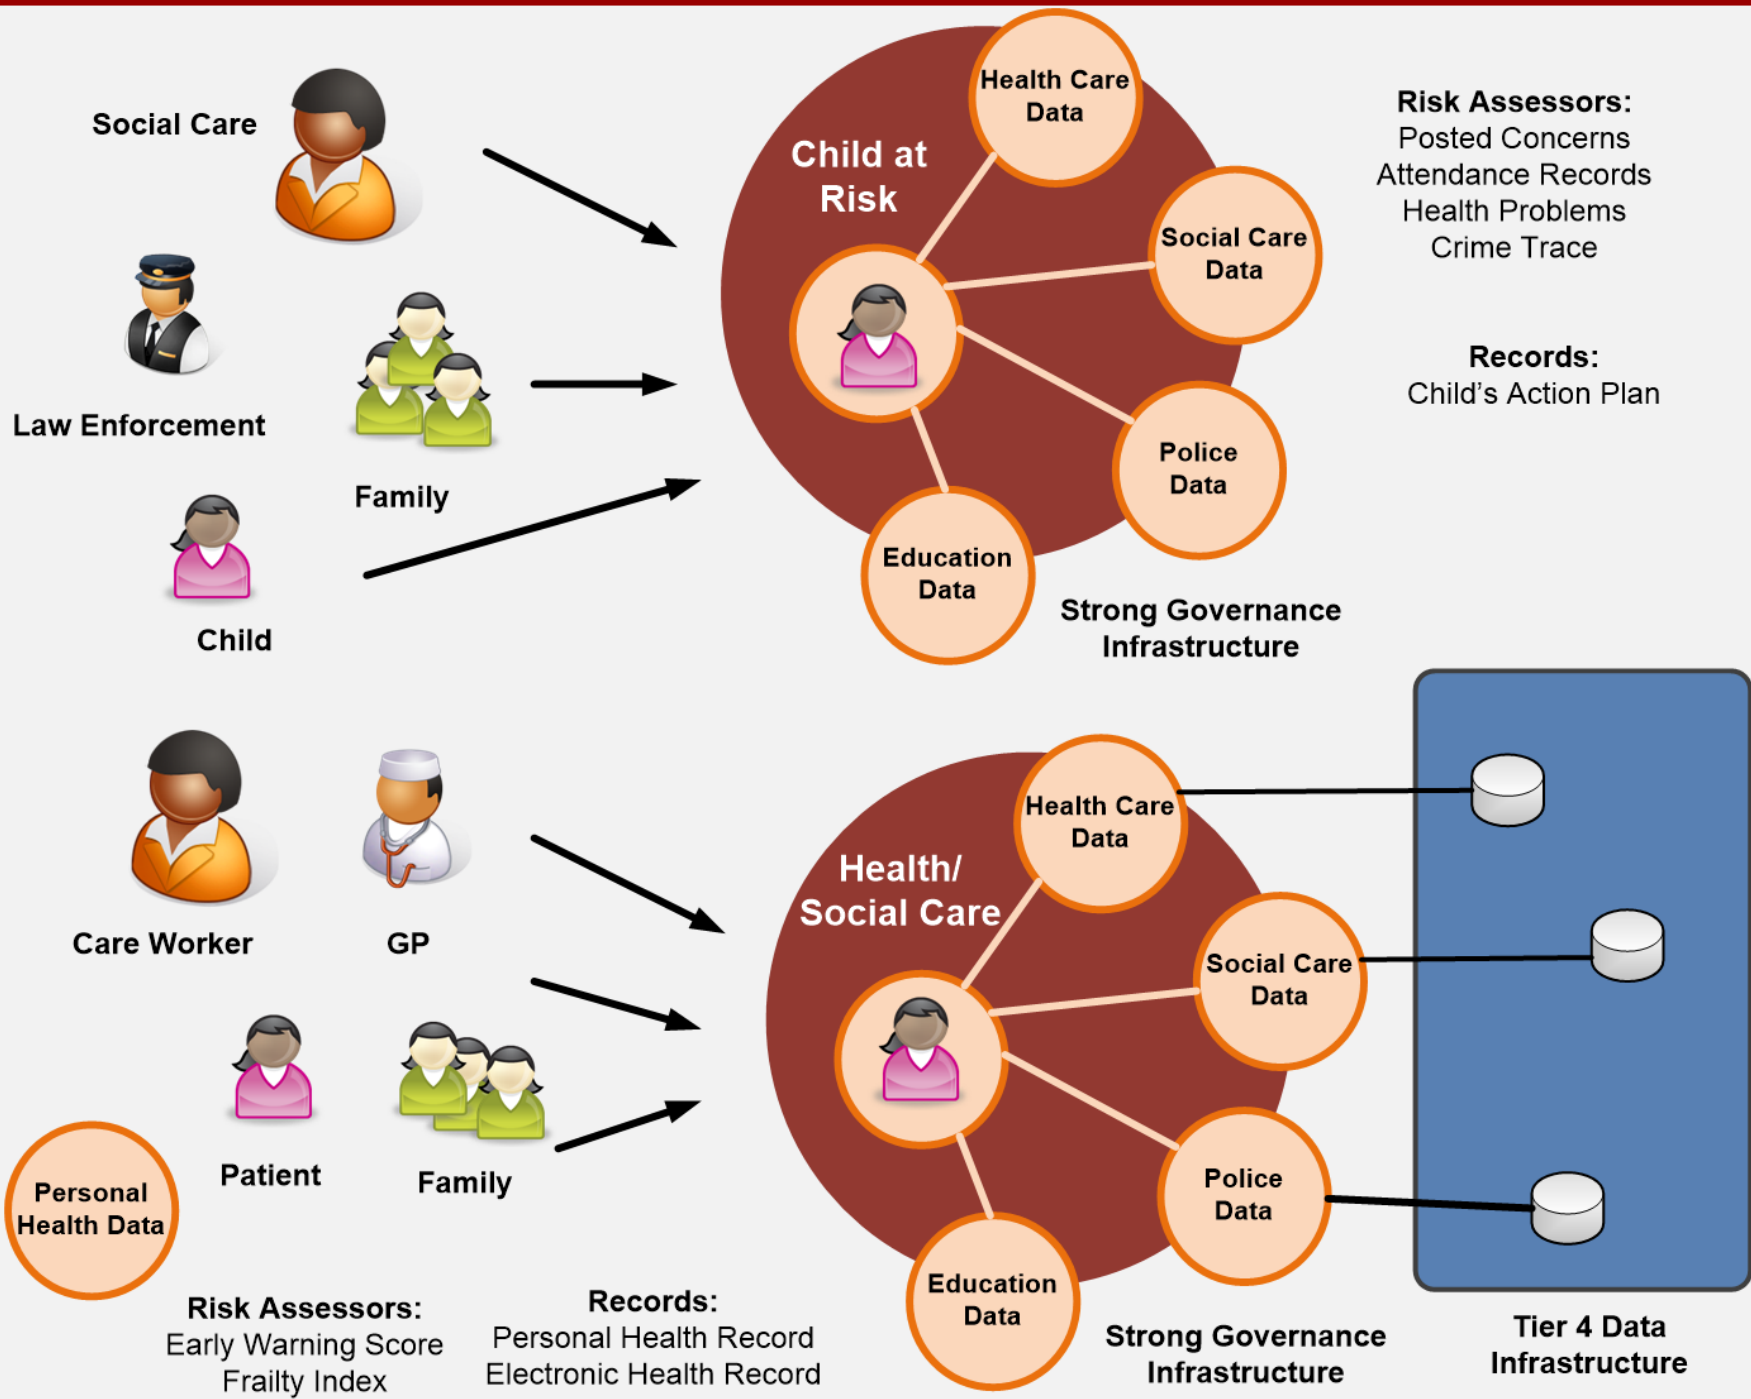 Social Care
Law Enforcement
Family
Child
Child at
Risk
Health Care
Data
Social Care
Data
Police
Data
Education
Data
Strong Governance
Infrastructure
Risk Assessors:
Posted Concerns
Attendance Records
Health Problems
Crime Trace
Records:
Child’s Action Plan
Care Worker
GP
Patient
Family
Personal
Health Data
Risk Assessors:
Early Warning Score
Frailty Index
Records:
Personal Health Record
Electronic Health Record
Health/
Social Care
Health Care
Data
Social Care
Data
Police
Data
Education
Data
Strong Governance
Infrastructure
Tier 4 Data
Infrastructure